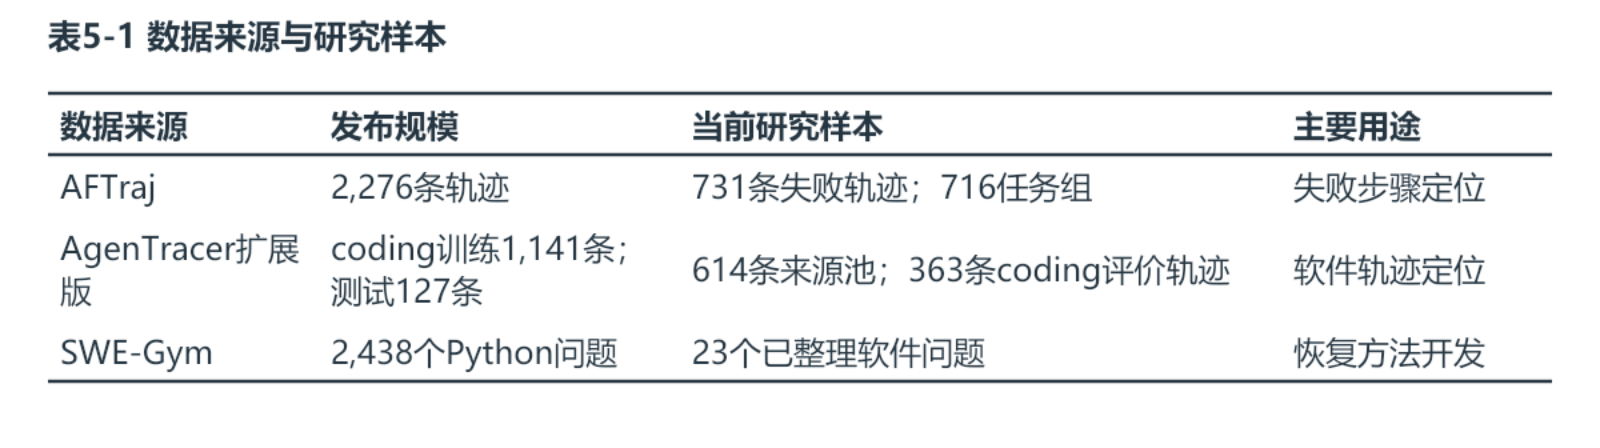 表5-1 数据来源与研究样本
数据来源 发布规模 当前研究样本 主要用途
AFTraj 2,276条轨迹 731条失败轨迹；716任务组 失败步骤定位
AgenTracer扩展版 coding训练1,141条；测试127条 614条来源池；363条coding评价轨迹 软件轨迹定位
SWE-Gym 2,438个Python问题 23个已整理软件问题 恢复方法开发